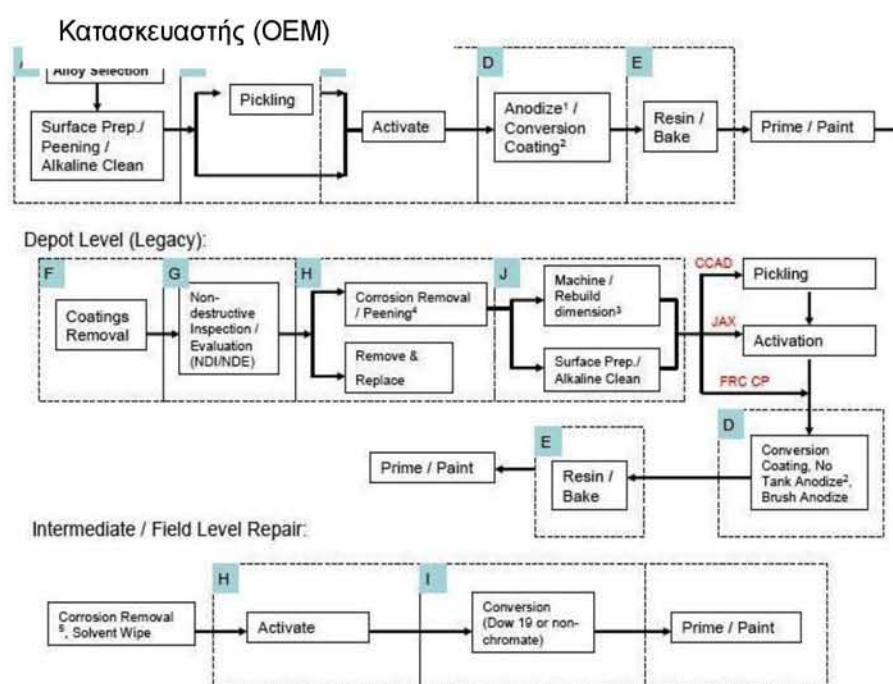 Κατασκευαστής (OEM)
Alloy Selection
D
E
Pickling
Surface Prep./
Peening /
Alkaline Clean
Activate
Anodize¹ /
Conversion
Coating²
Resin /
Bake
Prime / Paint
Depot Level (Legacy):
F
G
H
J
Coatings
Removal
Non-
destructive
Inspection /
Evaluation
(NDI/NDE)
Corrosion Removal
/ Peening⁴
Remove &
Replace
Machine /
Rebuild
dimension³
Surface Prep./
Alkaline Clean
CCAD
Pickling
JAX
Activation
FRC CP
D
Conversion
Coating, No
Tank Anodize²,
Brush Anodize
E
Resin /
Bake
Prime / Paint
Intermediate / Field Level Repair:
H
I
Corrosion Removal
⁵, Solvent Wipe
Activate
Conversion
(Dow 19 or non-
chromate)
Prime / Paint